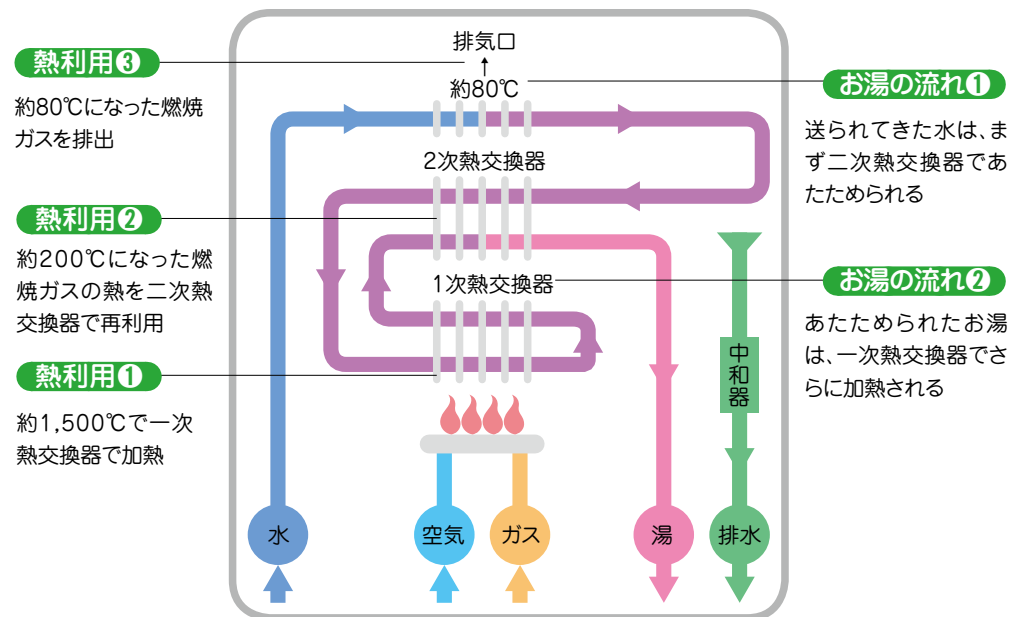 熱利用❸
約80℃になった燃焼
ガスを排出
熱利用❷
約200℃になった燃
焼ガスの熱を二次熱
交換器で再利用
熱利用❶
約1,500℃で一次
熱交換器で加熱
排気口
約80℃
2次熱交換器
1次熱交換器
中和器
水
空気
ガス
湯
排水
お湯の流れ❶
送られてきた水は、ま
ず二次熱交換器であ
たためられる
お湯の流れ❷
あたためられたお湯
は、一次熱交換器でさ
らに加熱される